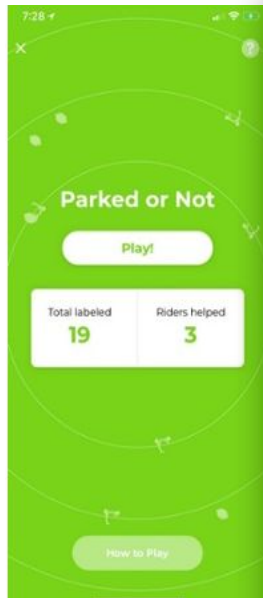 7:28
×
?
Parked or Not
Play!
Total labeled Riders helped
19 3
How to Play